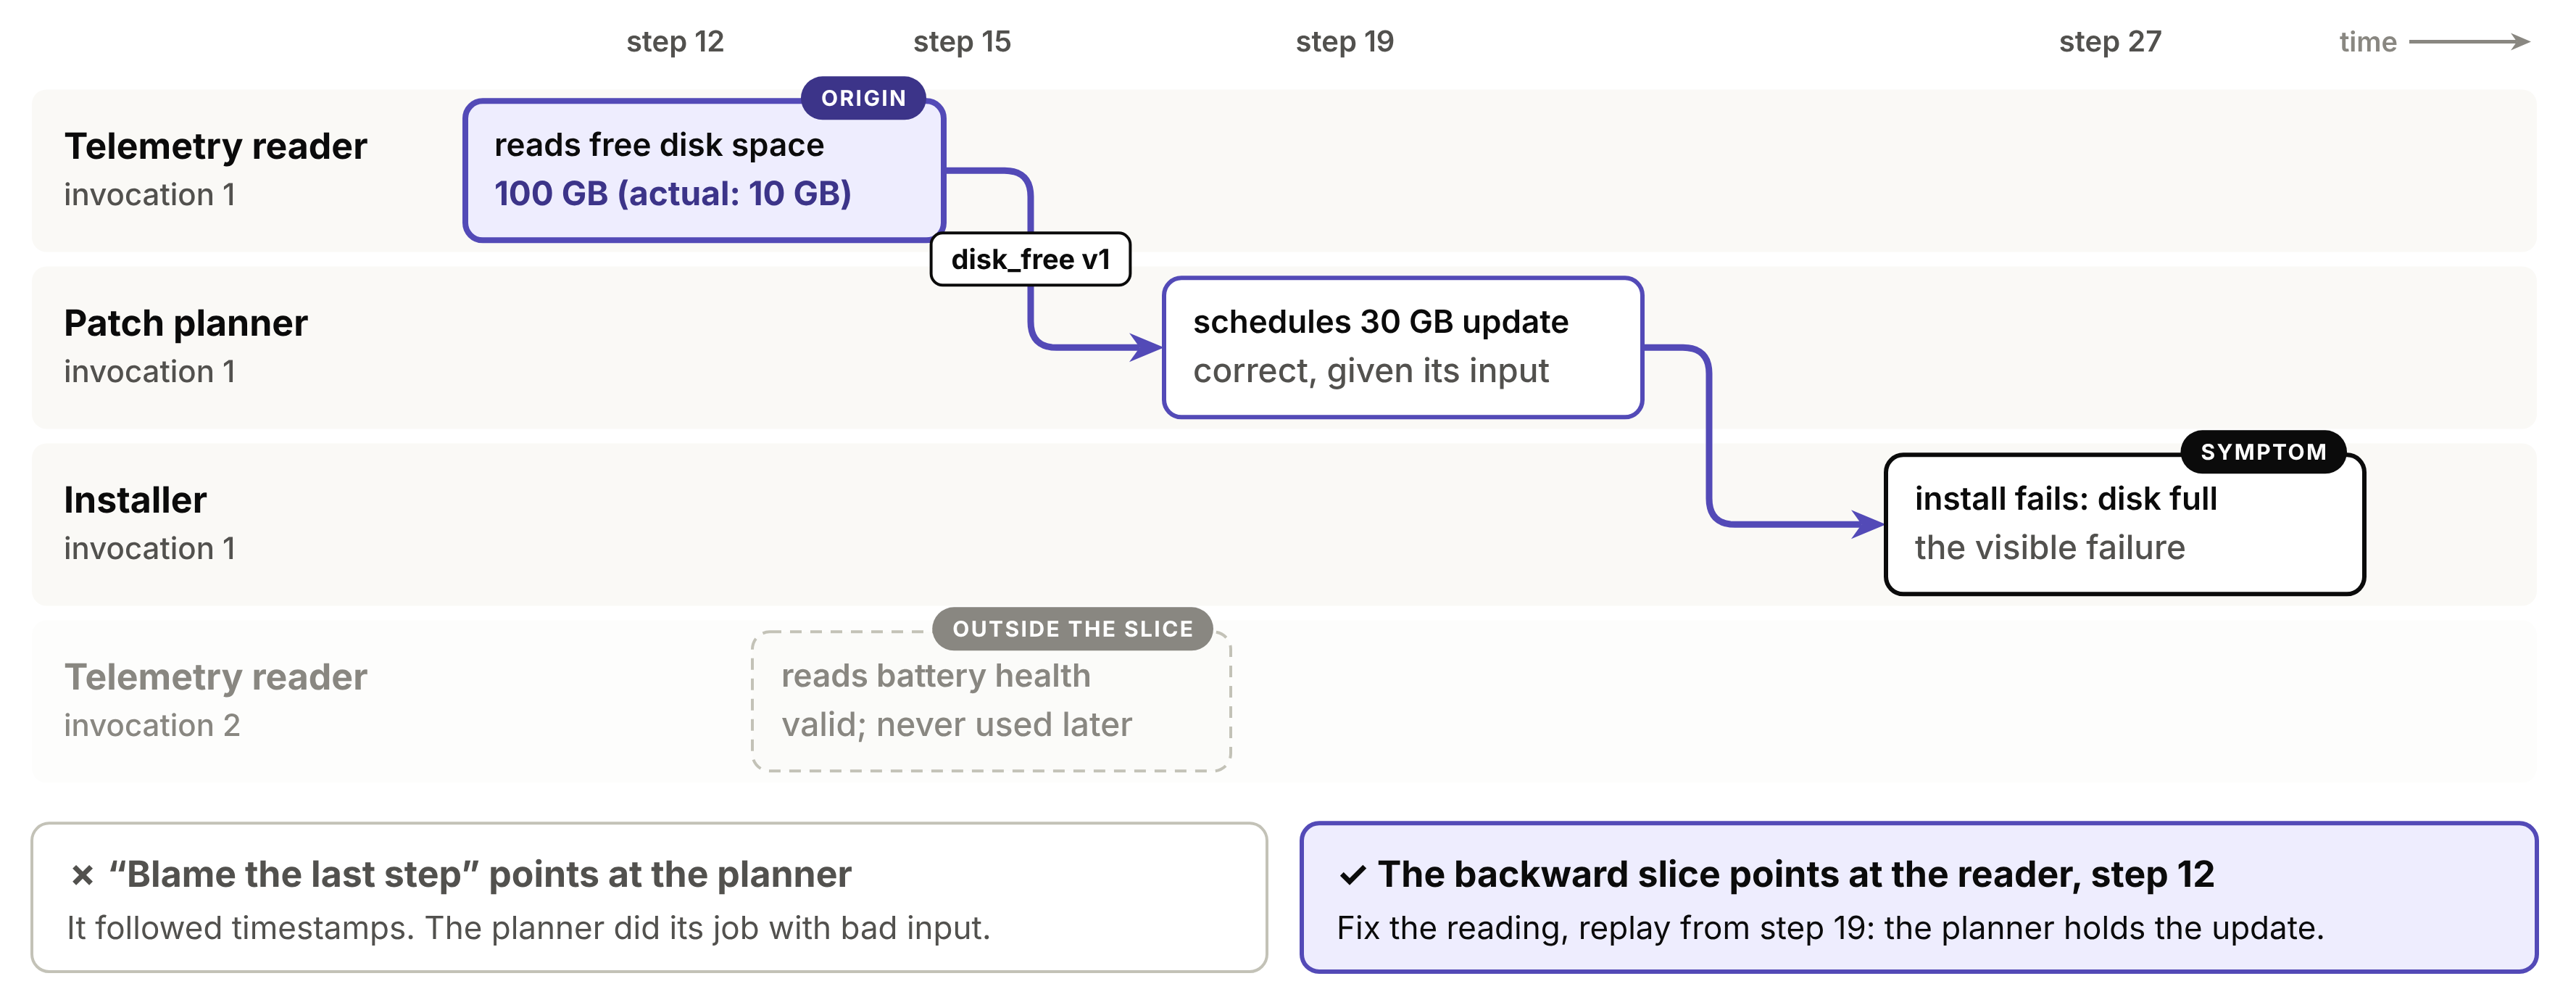 step 12
step 15
step 19
step 27
time
ORIGIN
Telemetry reader
invocation 1
reads free disk space
100 GB (actual: 10 GB)
disk_free v1
Patch planner
invocation 1
schedules 30 GB update
correct, given its input
SYMPTOM
Installer
invocation 1
install fails: disk full
the visible failure
OUTSIDE THE SLICE
Telemetry reader
invocation 2
reads battery health
valid; never used later
× “Blame the last step” points at the planner
It followed timestamps. The planner did its job with bad input.
✓ The backward slice points at the reader, step 12
Fix the reading, replay from step 19: the planner holds the update.